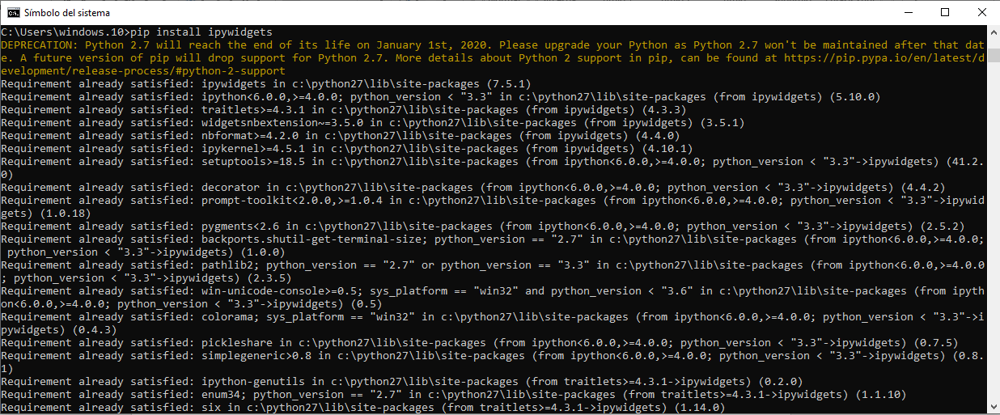 Símbolo del sistema
C:\Users\windows.10>pip install ipywidgets
DEPRECATION: Python 2.7 will reach the end of its life on January 1st, 2020. Please upgrade your Python as Python 2.7 won't be maintained after that dat
e. A future version of pip will drop support for Python 2.7. More details about Python 2 support in pip, can be found at https://pip.pypa.io/en/latest/d
evelopment/release-process/#python-2-support
Requirement already satisfied: ipywidgets in c:\python27\lib\site-packages (7.5.1)
Requirement already satisfied: ipython<6.0.0,>=4.0.0; python_version < "3.3" in c:\python27\lib\site-packages (from ipywidgets) (5.10.0)
Requirement already satisfied: traitlets>=4.3.1 in c:\python27\lib\site-packages (from ipywidgets) (4.3.3)
Requirement already satisfied: widgetsnbextension~=3.5.0 in c:\python27\lib\site-packages (from ipywidgets) (3.5.1)
Requirement already satisfied: nbformat>=4.2.0 in c:\python27\lib\site-packages (from ipywidgets) (4.4.0)
Requirement already satisfied: ipykernel>=4.5.1 in c:\python27\lib\site-packages (from ipywidgets) (4.10.1)
Requirement already satisfied: setuptools>=18.5 in c:\python27\lib\site-packages (from ipython<6.0.0,>=4.0.0; python_version < "3.3"->ipywidgets) (41.2.
0)
Requirement already satisfied: decorator in c:\python27\lib\site-packages (from ipython<6.0.0,>=4.0.0; python_version < "3.3"->ipywidgets) (4.4.2)
Requirement already satisfied: prompt-toolkit<2.0.0,>=1.0.4 in c:\python27\lib\site-packages (from ipython<6.0.0,>=4.0.0; python_version < "3.3"->ipywid
gets) (1.0.18)
Requirement already satisfied: pygments<2.6 in c:\python27\lib\site-packages (from ipython<6.0.0,>=4.0.0; python_version < "3.3"->ipywidgets) (2.5.2)
Requirement already satisfied: backports.shutil-get-terminal-size; python_version == "2.7" in c:\python27\lib\site-packages (from ipython<6.0.0,>=4.0.0;
 python_version < "3.3"->ipywidgets) (1.0.0)
Requirement already satisfied: pathlib2; python_version == "2.7" or python_version == "3.3" in c:\python27\lib\site-packages (from ipython<6.0.0,>=4.0.0
; python_version < "3.3"->ipywidgets) (2.3.5)
Requirement already satisfied: win-unicode-console>=0.5; sys_platform == "win32" and python_version < "3.6" in c:\python27\lib\site-packages (from ipyth
on<6.0.0,>=4.0.0; python_version < "3.3"->ipywidgets) (0.5)
Requirement already satisfied: colorama; sys_platform == "win32" in c:\python27\lib\site-packages (from ipython<6.0.0,>=4.0.0; python_version < "3.3"->i
pywidgets) (0.4.3)
Requirement already satisfied: pickleshare in c:\python27\lib\site-packages (from ipython<6.0.0,>=4.0.0; python_version < "3.3"->ipywidgets) (0.7.5)
Requirement already satisfied: simplegeneric>0.8 in c:\python27\lib\site-packages (from ipython<6.0.0,>=4.0.0; python_version < "3.3"->ipywidgets) (0.8.
1)
Requirement already satisfied: ipython-genutils in c:\python27\lib\site-packages (from traitlets>=4.3.1->ipywidgets) (0.2.0)
Requirement already satisfied: enum34; python_version == "2.7" in c:\python27\lib\site-packages (from traitlets>=4.3.1->ipywidgets) (1.1.10)
Requirement already satisfied: six in c:\python27\lib\site-packages (from traitlets>=4.3.1->ipywidgets) (1.14.0)